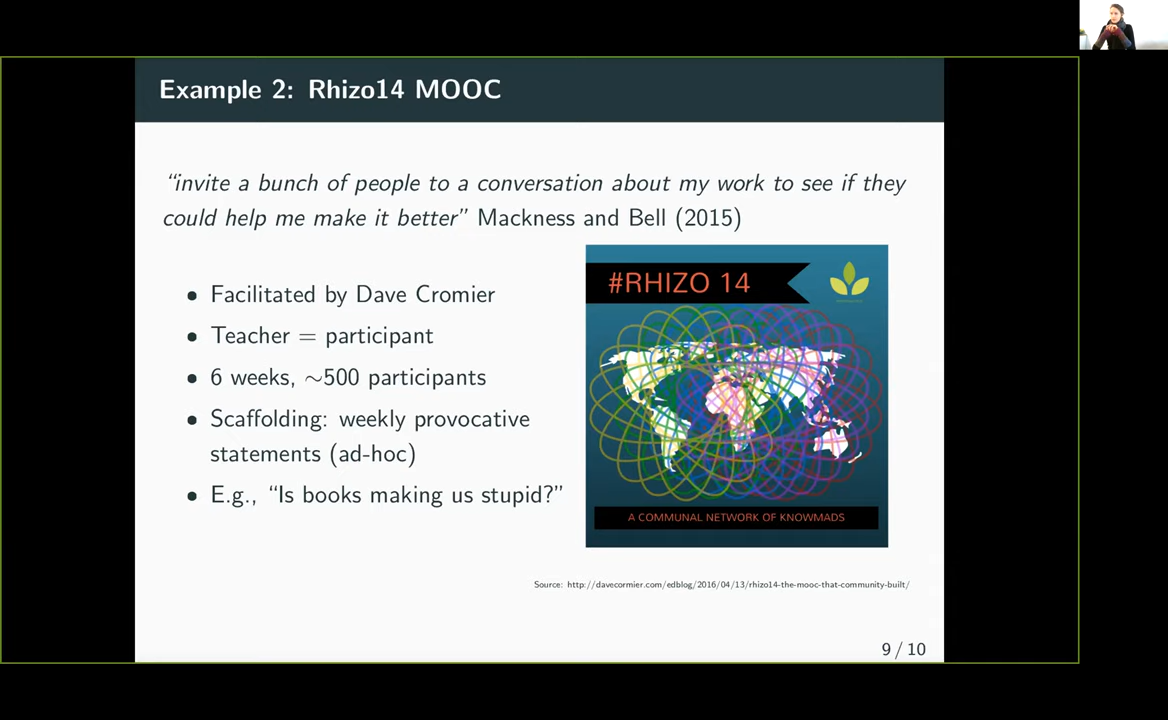 Example 2: Rhizo14 MOOC
“invite a bunch of people to a conversation about my work to see if they
could help me make it better” Mackness and Bell (2015)
• Facilitated by Dave Cromier
• Teacher = participant
• 6 weeks, ∼500 participants
• Scaffolding: weekly provocative
statements (ad-hoc)
• E.g., “Is books making us stupid?”
#RHIZO 14
A COMMUNAL NETWORK OF KNOWMADS
Source: http://davecormier.com/edblog/2016/04/13/rhizo14-the-mooc-that-community-built/
9 / 10